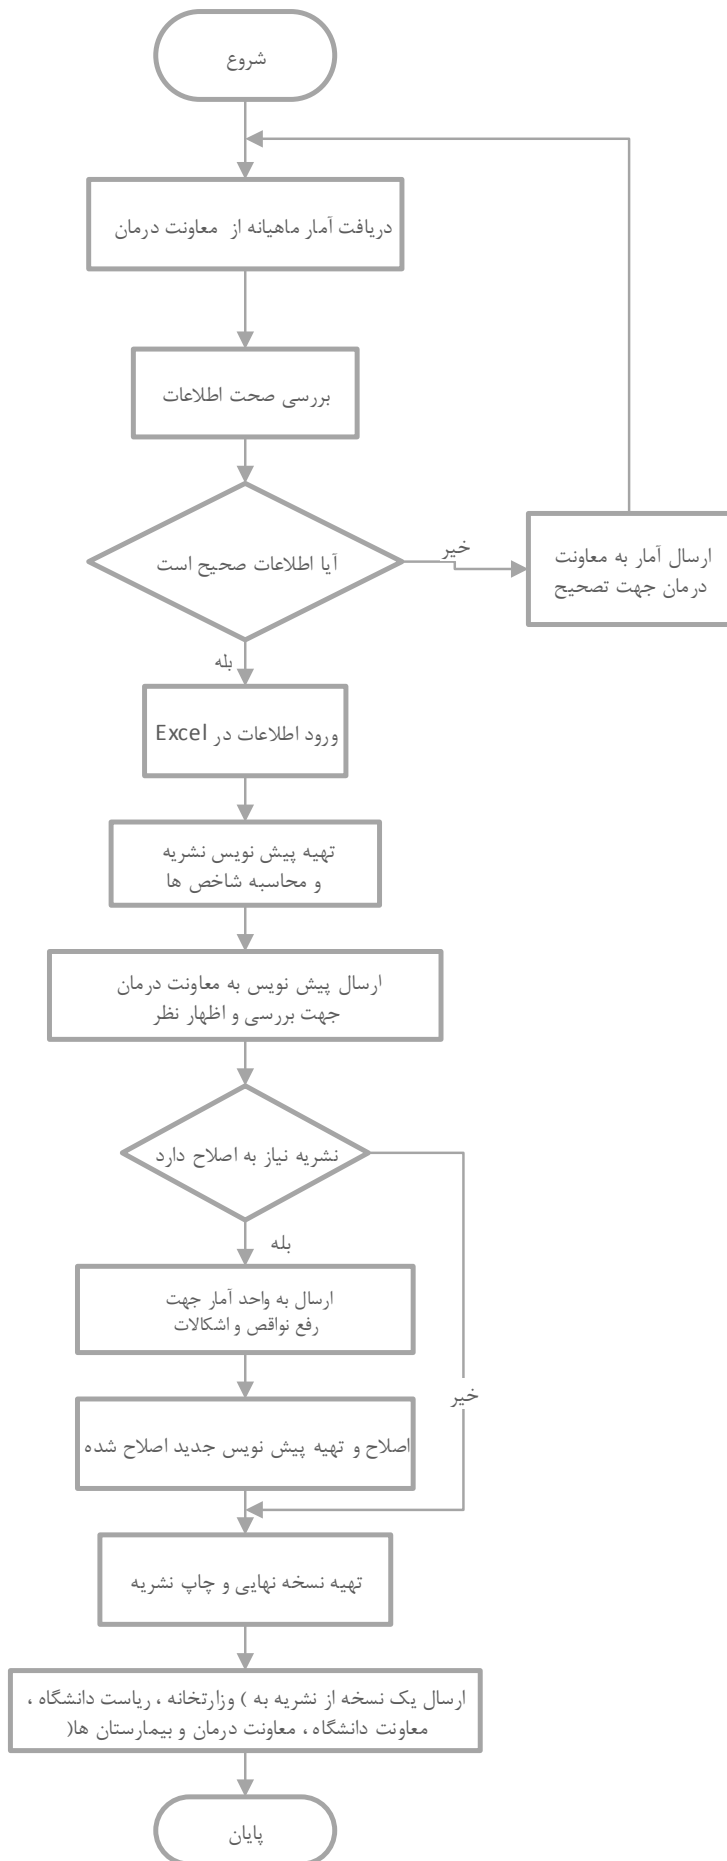 شروع
دریافت آمار ماهیانه از معاونت درمان
بررسی صحت اطلاعات
آیا اطلاعات صحیح است
خیر
ارسال آمار به معاونت
درمان جهت تصحیح
بله
ورود اطلاعات در Excel
تهیه پیش نویس نشریه
و محاسبه شاخص ها
ارسال پیش نویس به معاونت درمان
جهت بررسی و اظهار نظر
نشریه نیاز به اصلاح دارد
بله
ارسال به واحد آمار جهت
رفع نواقص و اشکالات
خیر
اصلاح و تهیه پیش نویس جدید اصلاح شده
تهیه نسخه نهایی و چاپ نشریه
ارسال یک نسخه از نشریه به ( وزارتخانه ، ریاست دانشگاه ،
معاونت دانشگاه ، معاونت درمان و بیمارستان ها)
پایان